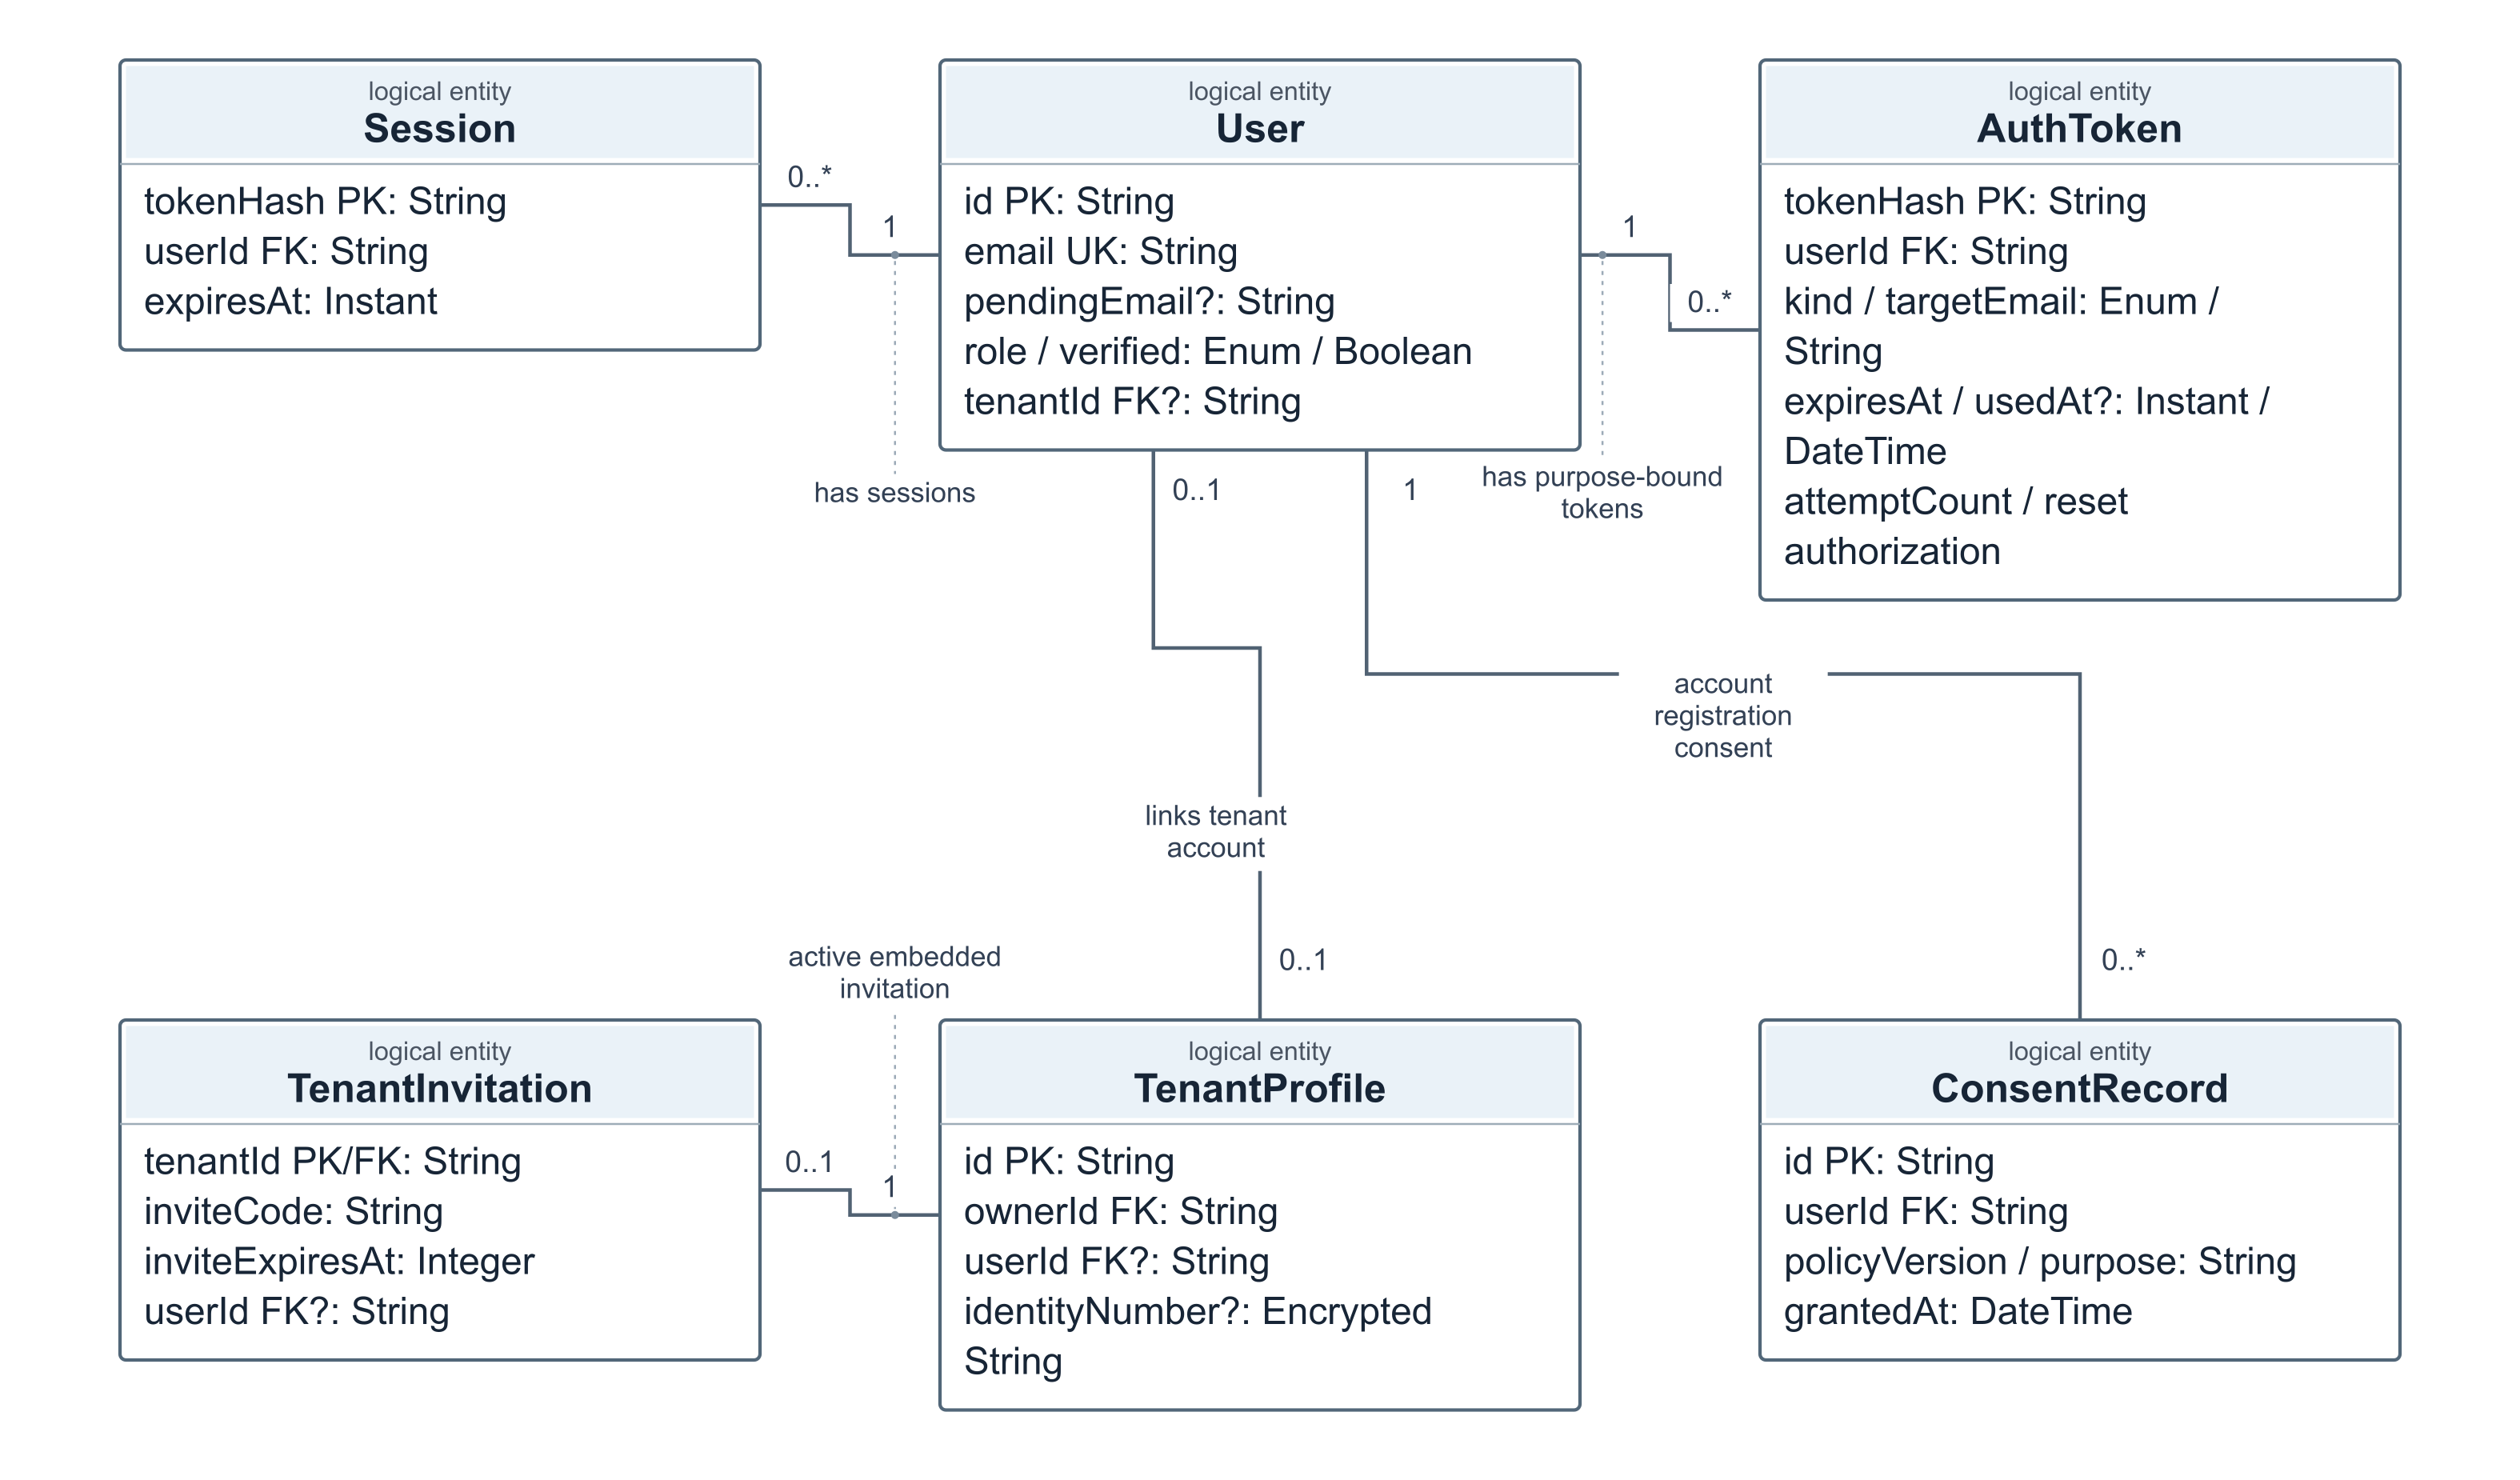 logical entity
Session
tokenHash PK: String
userId FK: String
expiresAt: Instant
0..*
1
has sessions
logical entity
User
id PK: String
email UK: String
pendingEmail?: String
role / verified: Enum / Boolean
tenantId FK?: String
1
0..*
has purpose-bound
tokens
logical entity
AuthToken
tokenHash PK: String
userId FK: String
kind / targetEmail: Enum /
String
expiresAt / usedAt?: Instant /
DateTime
attemptCount / reset
authorization
0..1
1
account
registration
consent
links tenant
account
0..1
0..*
active embedded
invitation
logical entity
TenantInvitation
tenantId PK/FK: String
inviteCode: String
inviteExpiresAt: Integer
userId FK?: String
0..1
1
logical entity
TenantProfile
id PK: String
ownerId FK: String
userId FK?: String
identityNumber?: Encrypted
String
logical entity
ConsentRecord
id PK: String
userId FK: String
policyVersion / purpose: String
grantedAt: DateTime